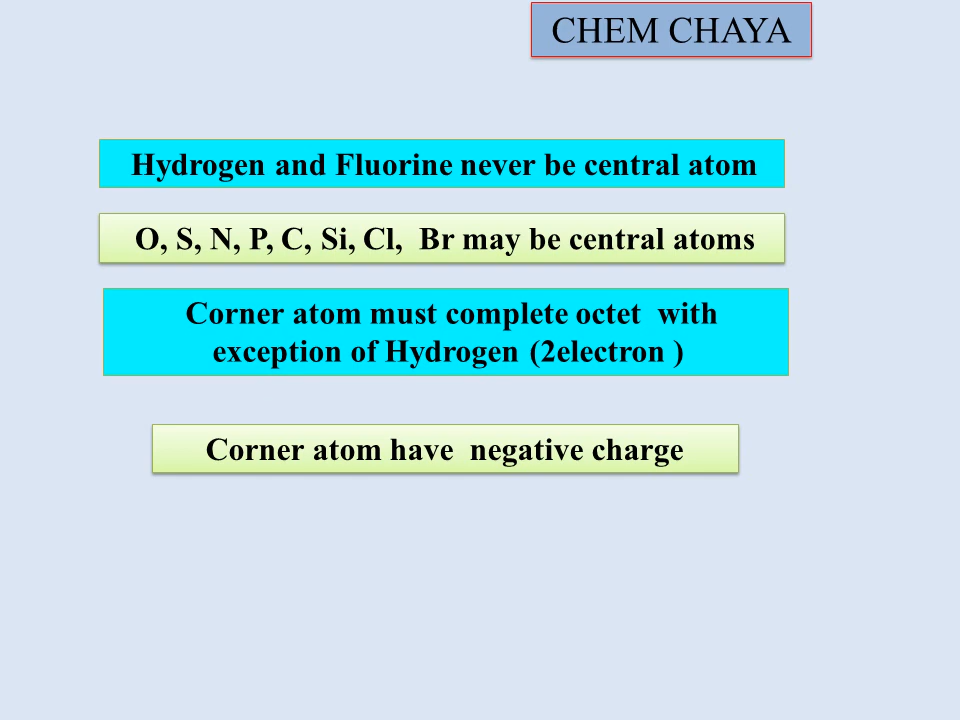 CHEM CHAYA
Hydrogen and Fluorine never be central atom
O, S, N, P, C, Si, Cl, Br may be central atoms
Corner atom must complete octet with
exception of Hydrogen (2electron )
Corner atom have negative charge